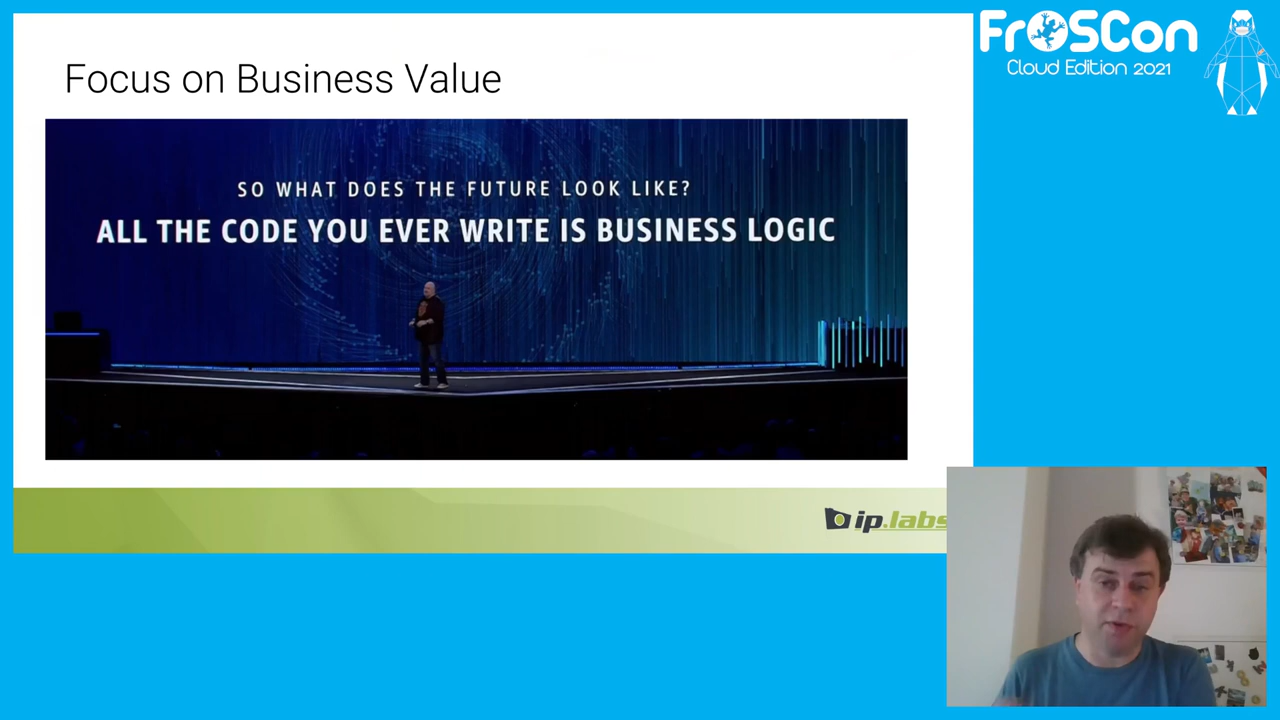 FrOSCon
Cloud Edition 2021
Focus on Business Value
SO WHAT DOES THE FUTURE LOOK LIKE?
ALL THE CODE YOU EVER WRITE IS BUSINESS LOGIC
ip.labs